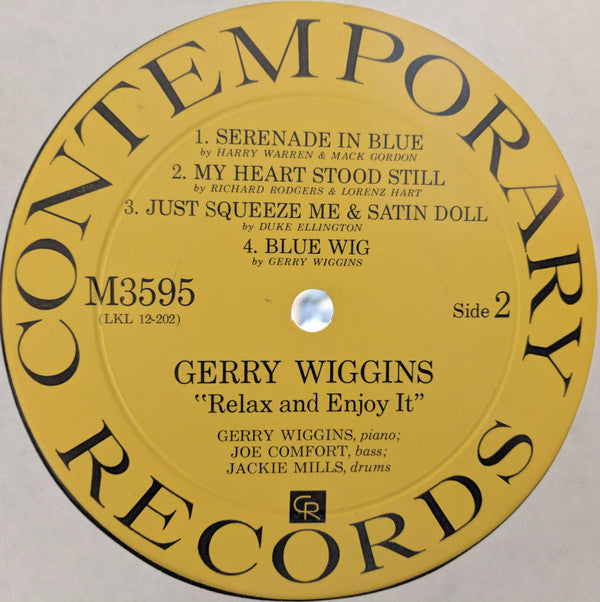 CONTEMPORARY RECORDS
1. SERENADE IN BLUE
by HARRY WARREN & MACK GORDON
2. MY HEART STOOD STILL
by RICHARD RODGERS & LORENZ HART
3. JUST SQUEEZE ME & SATIN DOLL
by DUKE ELLINGTON
4. BLUE WIG
by GERRY WIGGINS
M3595
(LKL 12-202)
Side 2
GERRY WIGGINS
"Relax and Enjoy It"
GERRY WIGGINS, piano;
JOE COMFORT, bass;
JACKIE MILLS, drums
CR